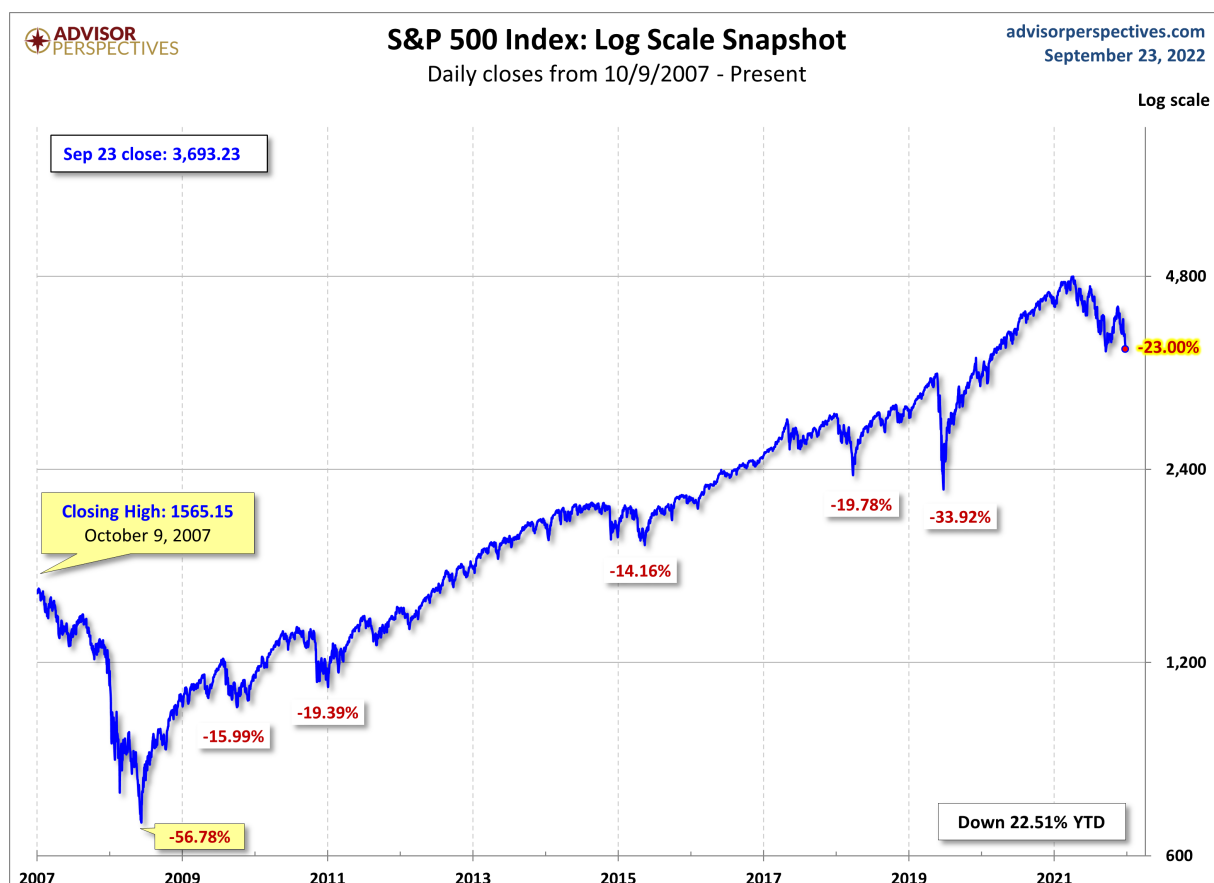 ADVISOR
PERSPECTIVES
S&P 500 Index: Log Scale Snapshot
Daily closes from 10/9/2007 - Present
advisorperspectives.com
September 23, 2022
Log scale
Sep 23 close: 3,693.23
4,800
-23.00%
2,400
Closing High: 1565.15
October 9, 2007
-19.78%
-33.92%
-14.16%
1,200
-19.39%
-15.99%
-56.78%
Down 22.51% YTD
600
2007 2009 2011 2013 2015 2017 2019 2021